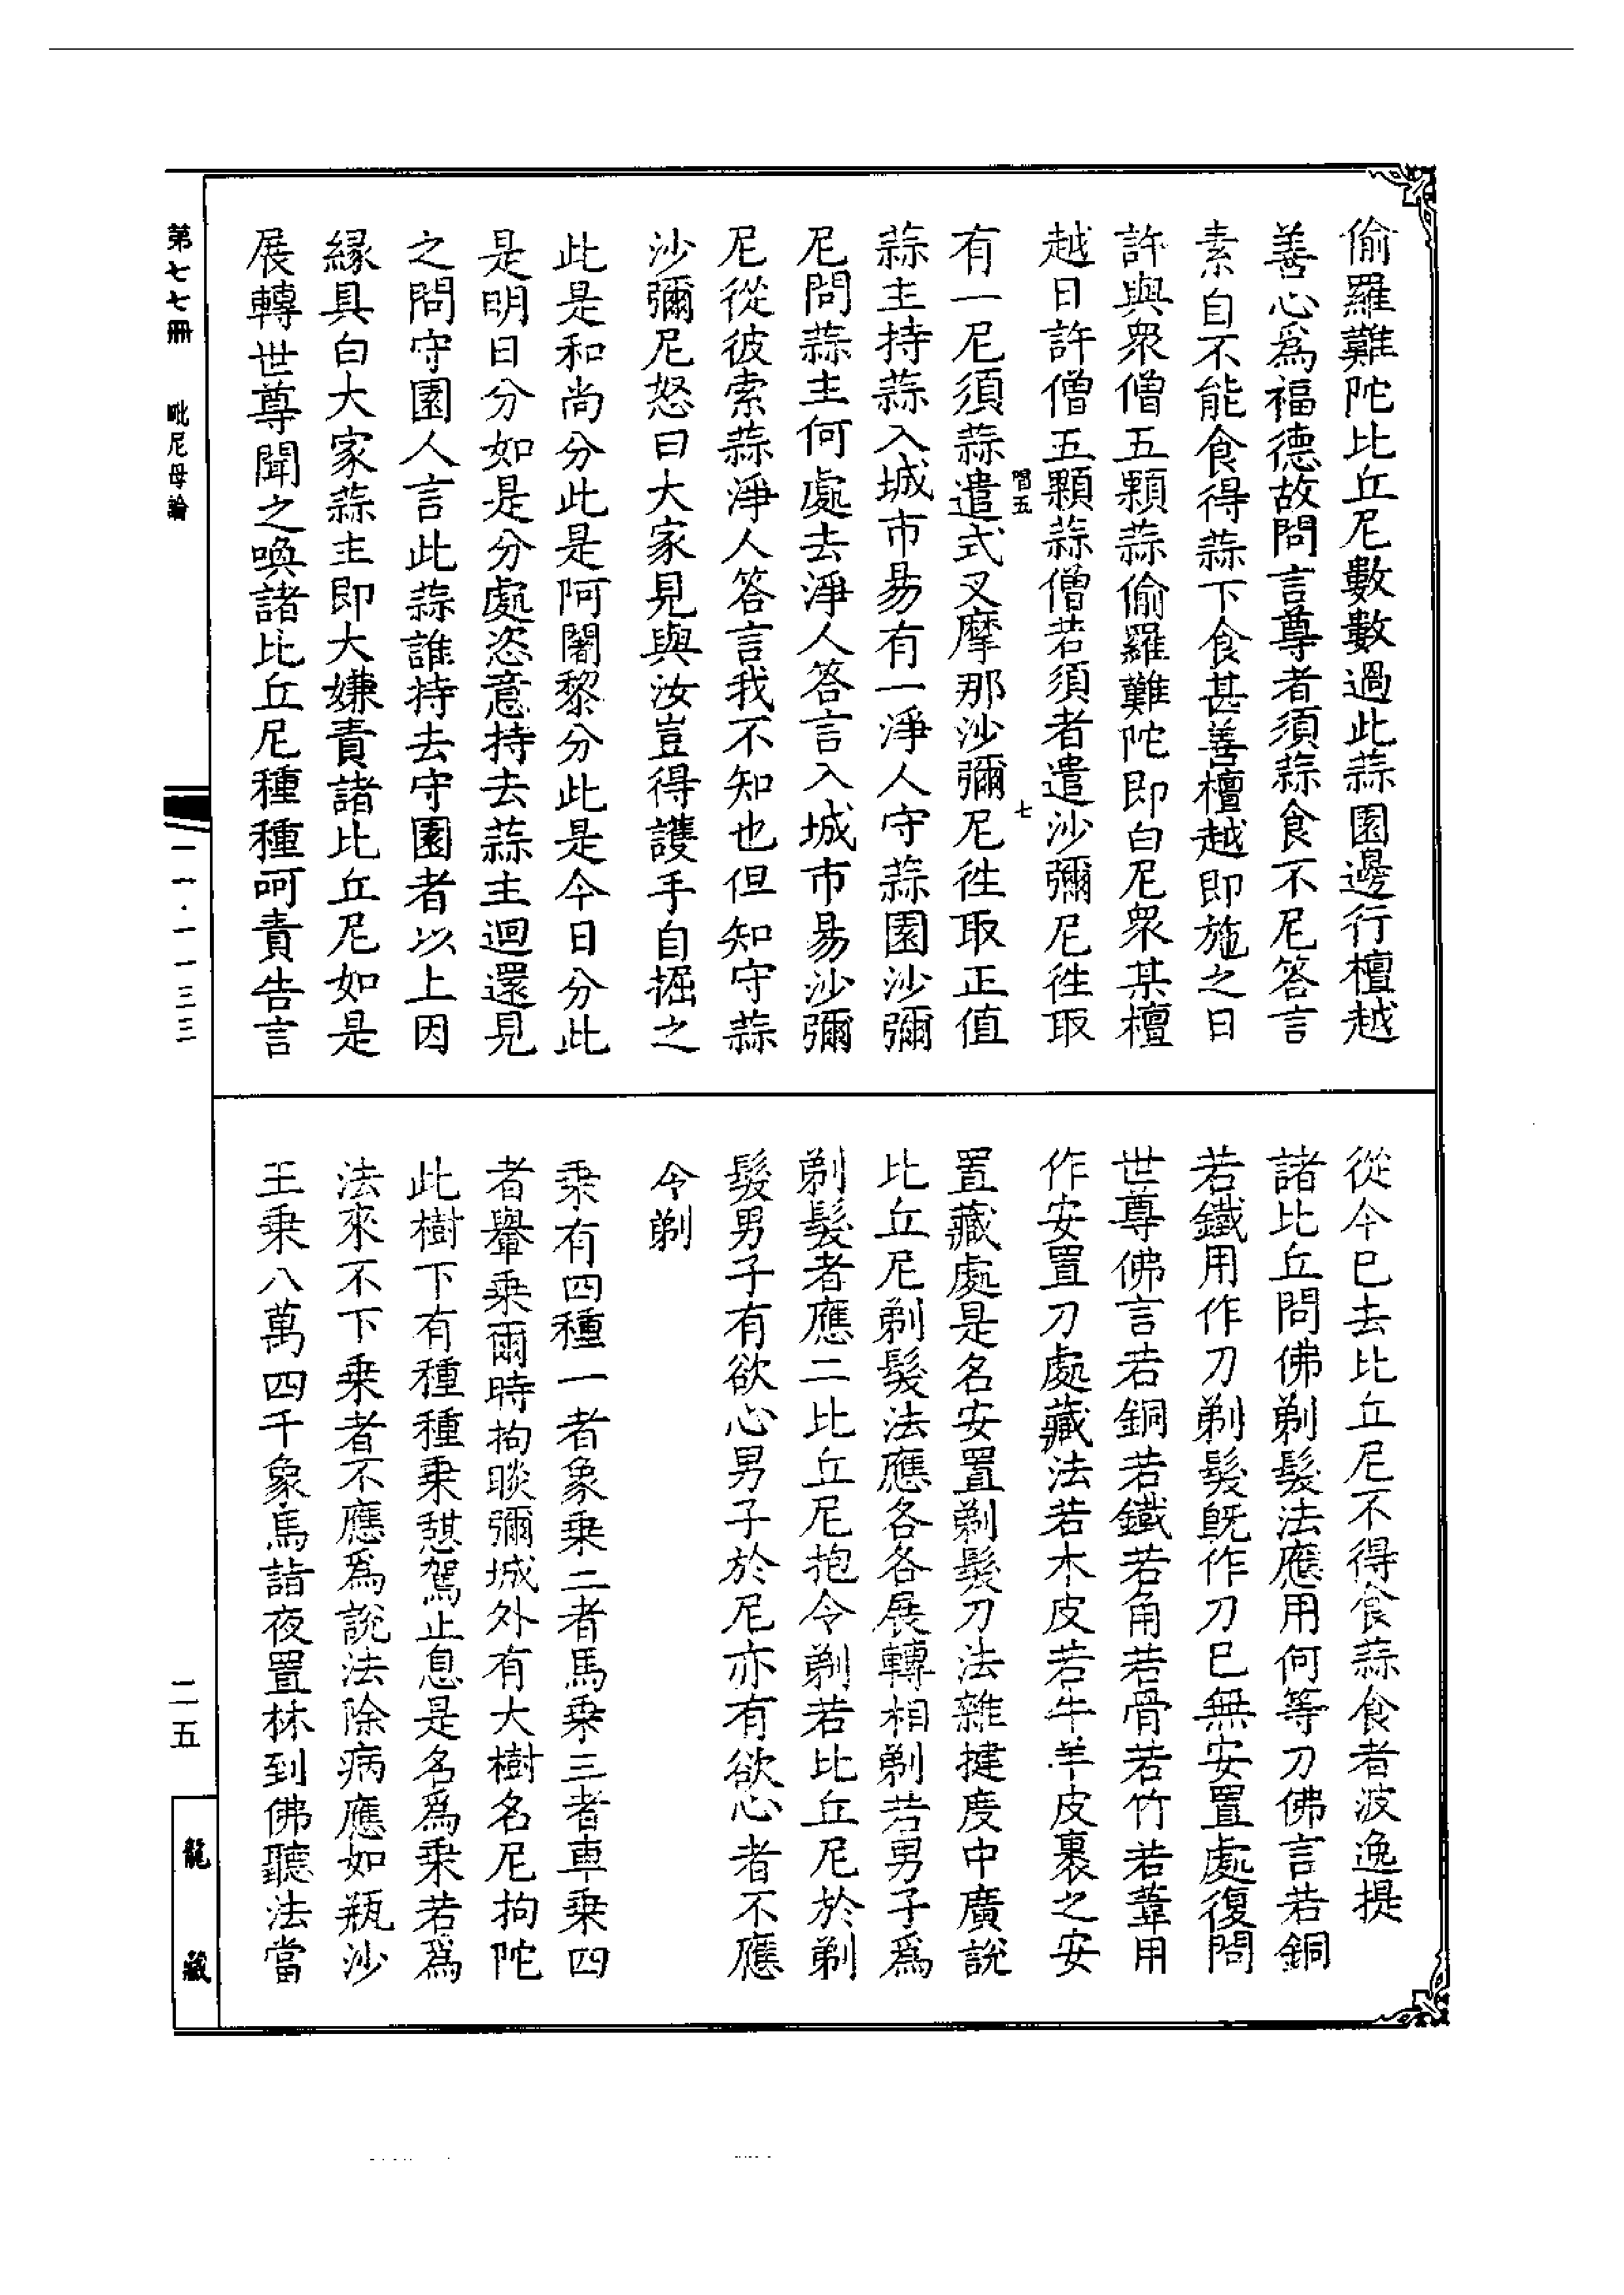 偷羅難陀比丘尼數數過此蒜園邊行檀越
善心爲福德故問言尊者須蒜食不尼答言
素自不能食得蒜下食甚善檀越即施之日
許與衆僧五顆蒜偷羅難陀即白尼衆某檀
越日許僧五顆蒜僧若須者遣沙彌尼徃取
有一尼須蒜遣式叉摩那沙彌尼徃取正值
蒜主持蒜入城市易有一淨人守蒜園沙彌
尼問蒜主何處去淨人答言入城市易沙彌
尼從彼索蒜淨人答言我不知也但知守蒜
沙彌尼怒曰大家見與汝豈得護手自掘之
此是和尚分此是阿闍黎分此是今日分此
是明日分如是分處恣意持去蒜主迴還見
之問守園人言此蒜誰持去守園者以上因
緣具白大家蒜主即大嫌責諸比丘尼如是
展轉世尊聞之喚諸比丘尼種種呵責告言
從今已去比丘尼不得食蒜食者波逸提
諸比丘問佛剃髮法應用何等刀佛言若銅
若鐵用作刀剃髮旣作刀已無安置處復問
世尊佛言若銅若鐵若角若骨若竹若葦用
作安置刀處藏法若木皮若牛羊皮裹之安
置藏處是名安置剃髮刀法雜揵度中廣說
比丘尼剃髮法應各各展轉相剃若男子爲
剃髮者應二比丘尼抱令剃若比丘尼於剃
髮男子有欲心男子於尼亦有欲心者不應
令剃
乘有四種一者象乘二者馬乘三者車乘四
者轝乘爾時拘睒彌城外有大樹名尼拘陀
此樹下有種種乘憩駕止息是名爲乘若爲
法來不下乘者不應爲說法除病應如瓶沙
王乘八萬四千象馬詣夜置林到佛聽法當
第七七冊
毗尼母論
一一·一一三三
二五
龍藏
七